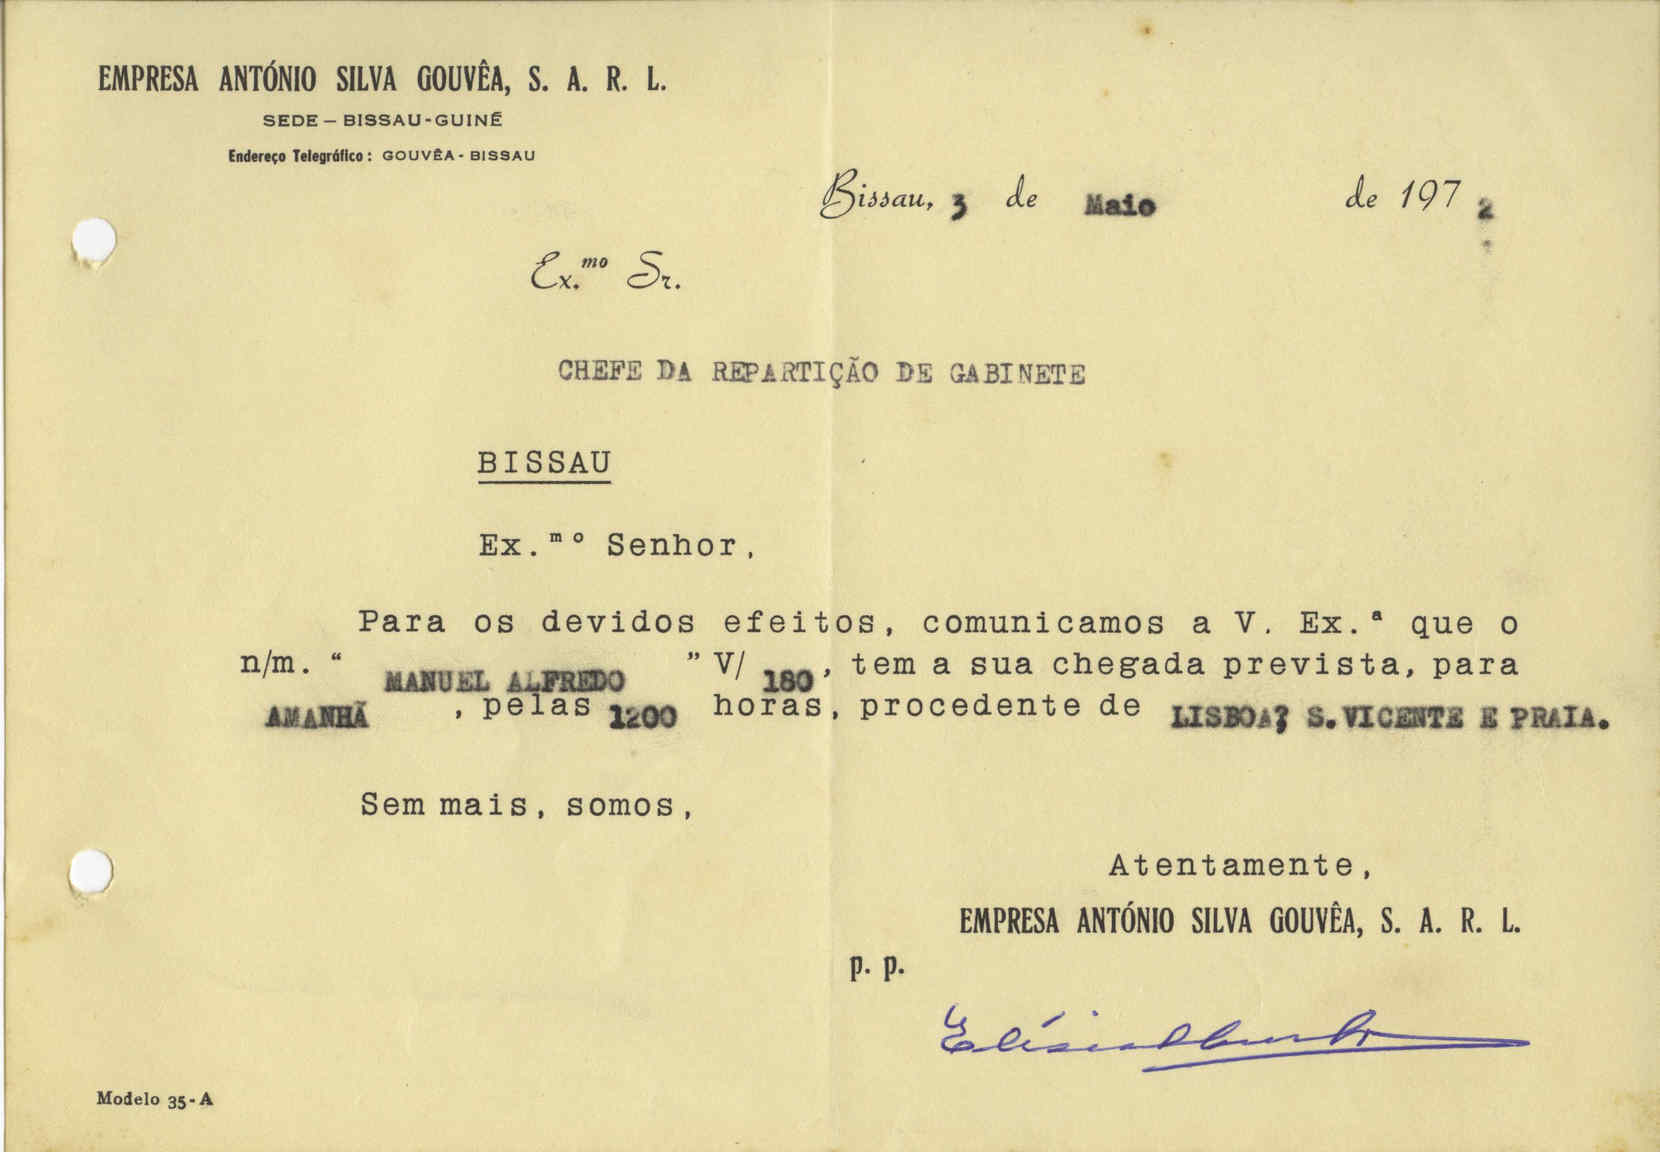 EMPRESA ANTÓNIO SILVA GOUVÊA, S. A. R. L.
SEDE – BISSAU-GUINÉ
Endereço Telegráfico: GOUVÊA - BISSAU
Bissau, 3 de Maio de 1972
Ex.mo Sr.
CHEFE DA REPARTIÇÃO DE GABINETE
BISSAU
Ex.mo Senhor,
Para os devidos efeitos, comunicamos a V. Ex.ª que o
n/m. “ MANUEL ALFREDO ” V/ 180, tem a sua chegada prevista, para
AMANHÃ , pelas 1200 horas, procedente de LISBOA, S. VICENTE E PRAIA.
Sem mais, somos,
Atentamente,
EMPRESA ANTÓNIO SILVA GOUVÊA, S. A. R. L.
p. p.
Modelo 35-A